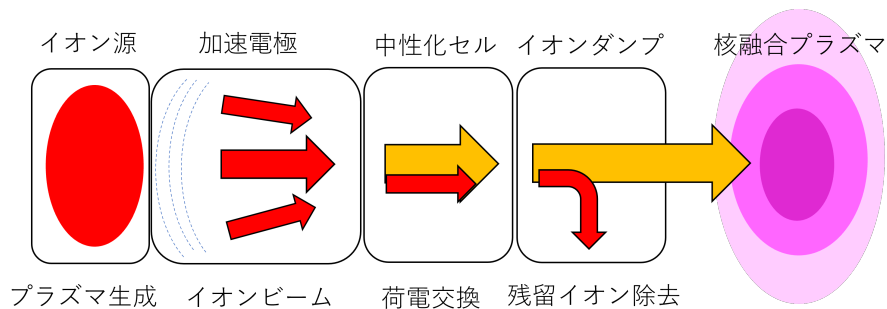 イオン源
加速電極
中性化セル
イオンダンプ
核融合プラズマ
プラズマ生成
イオンビーム
荷電交換
残留イオン除去